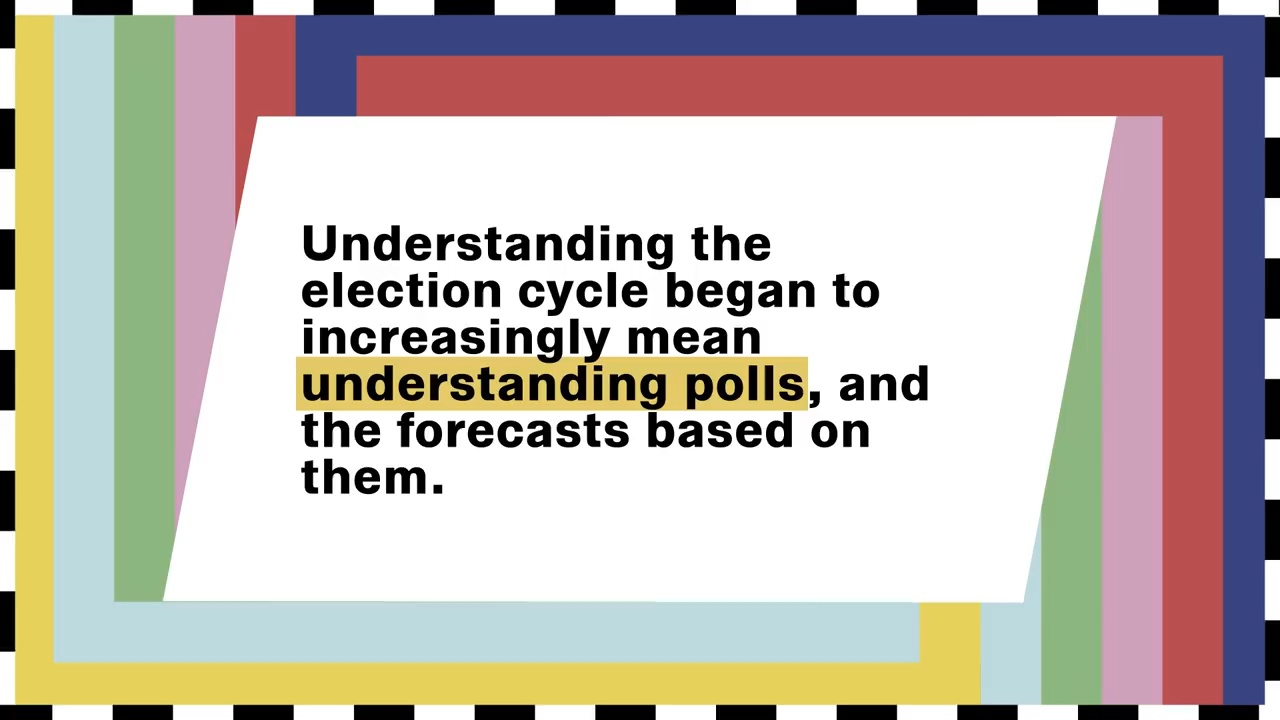 Understanding the
election cycle began to
increasingly mean
understanding polls, and
the forecasts based on
them.